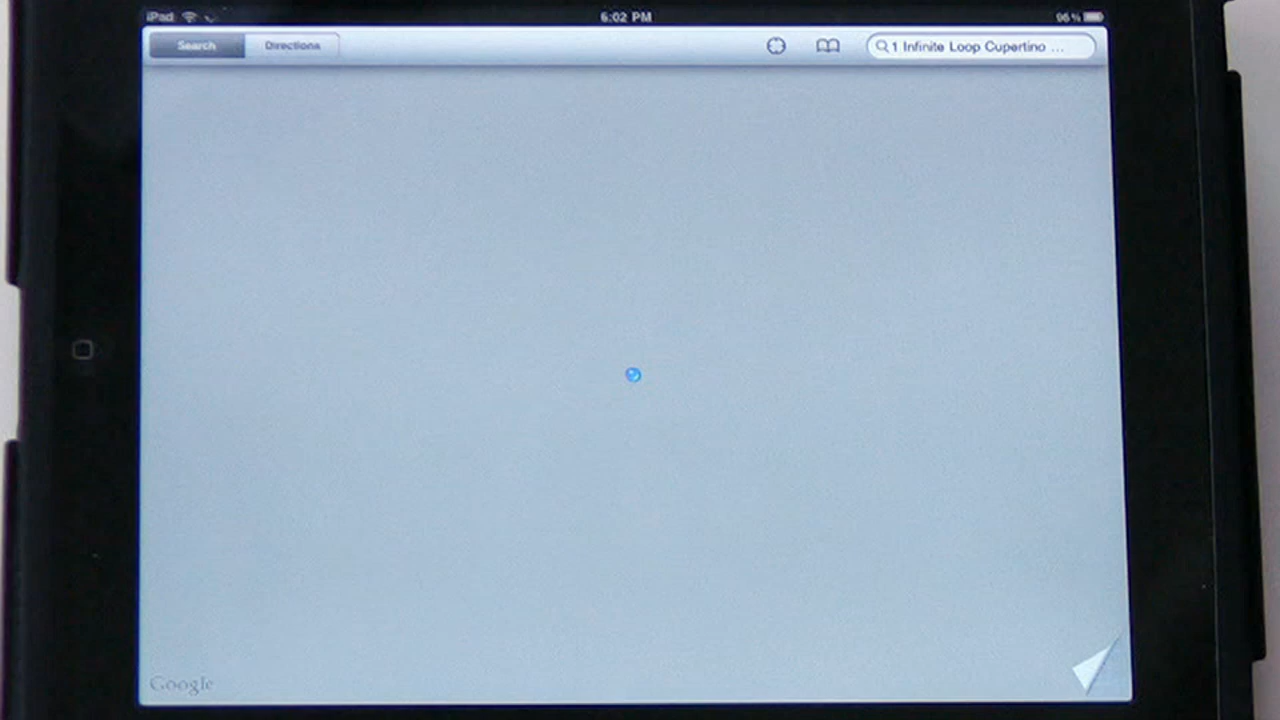 iPad 6:02 PM 96%
Search Directions 1 Infinite Loop Cupertino ...
Google